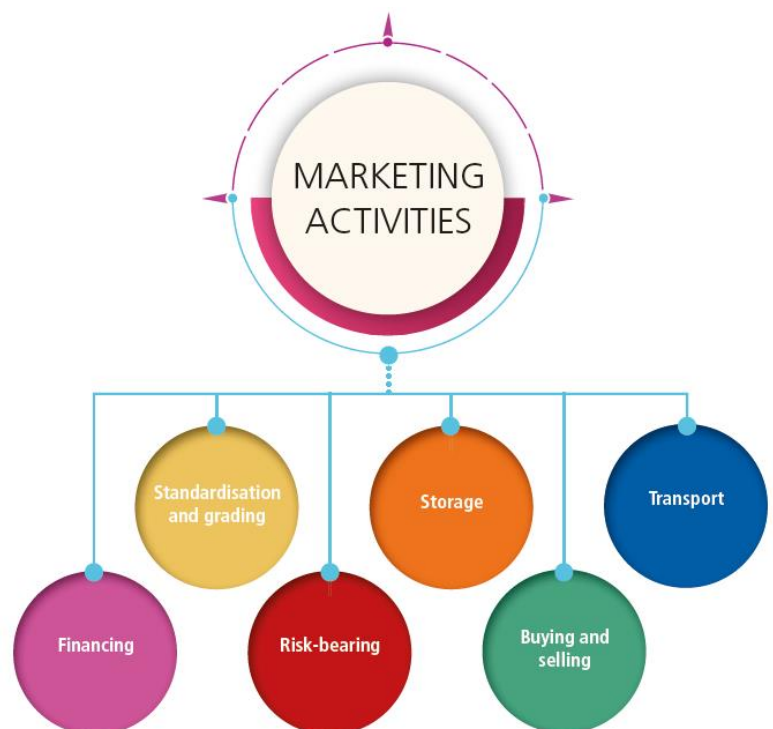 MARKETING
ACTIVITIES
Standardisation
and grading
Storage
Transport
Financing
Risk-bearing
Buying and
selling